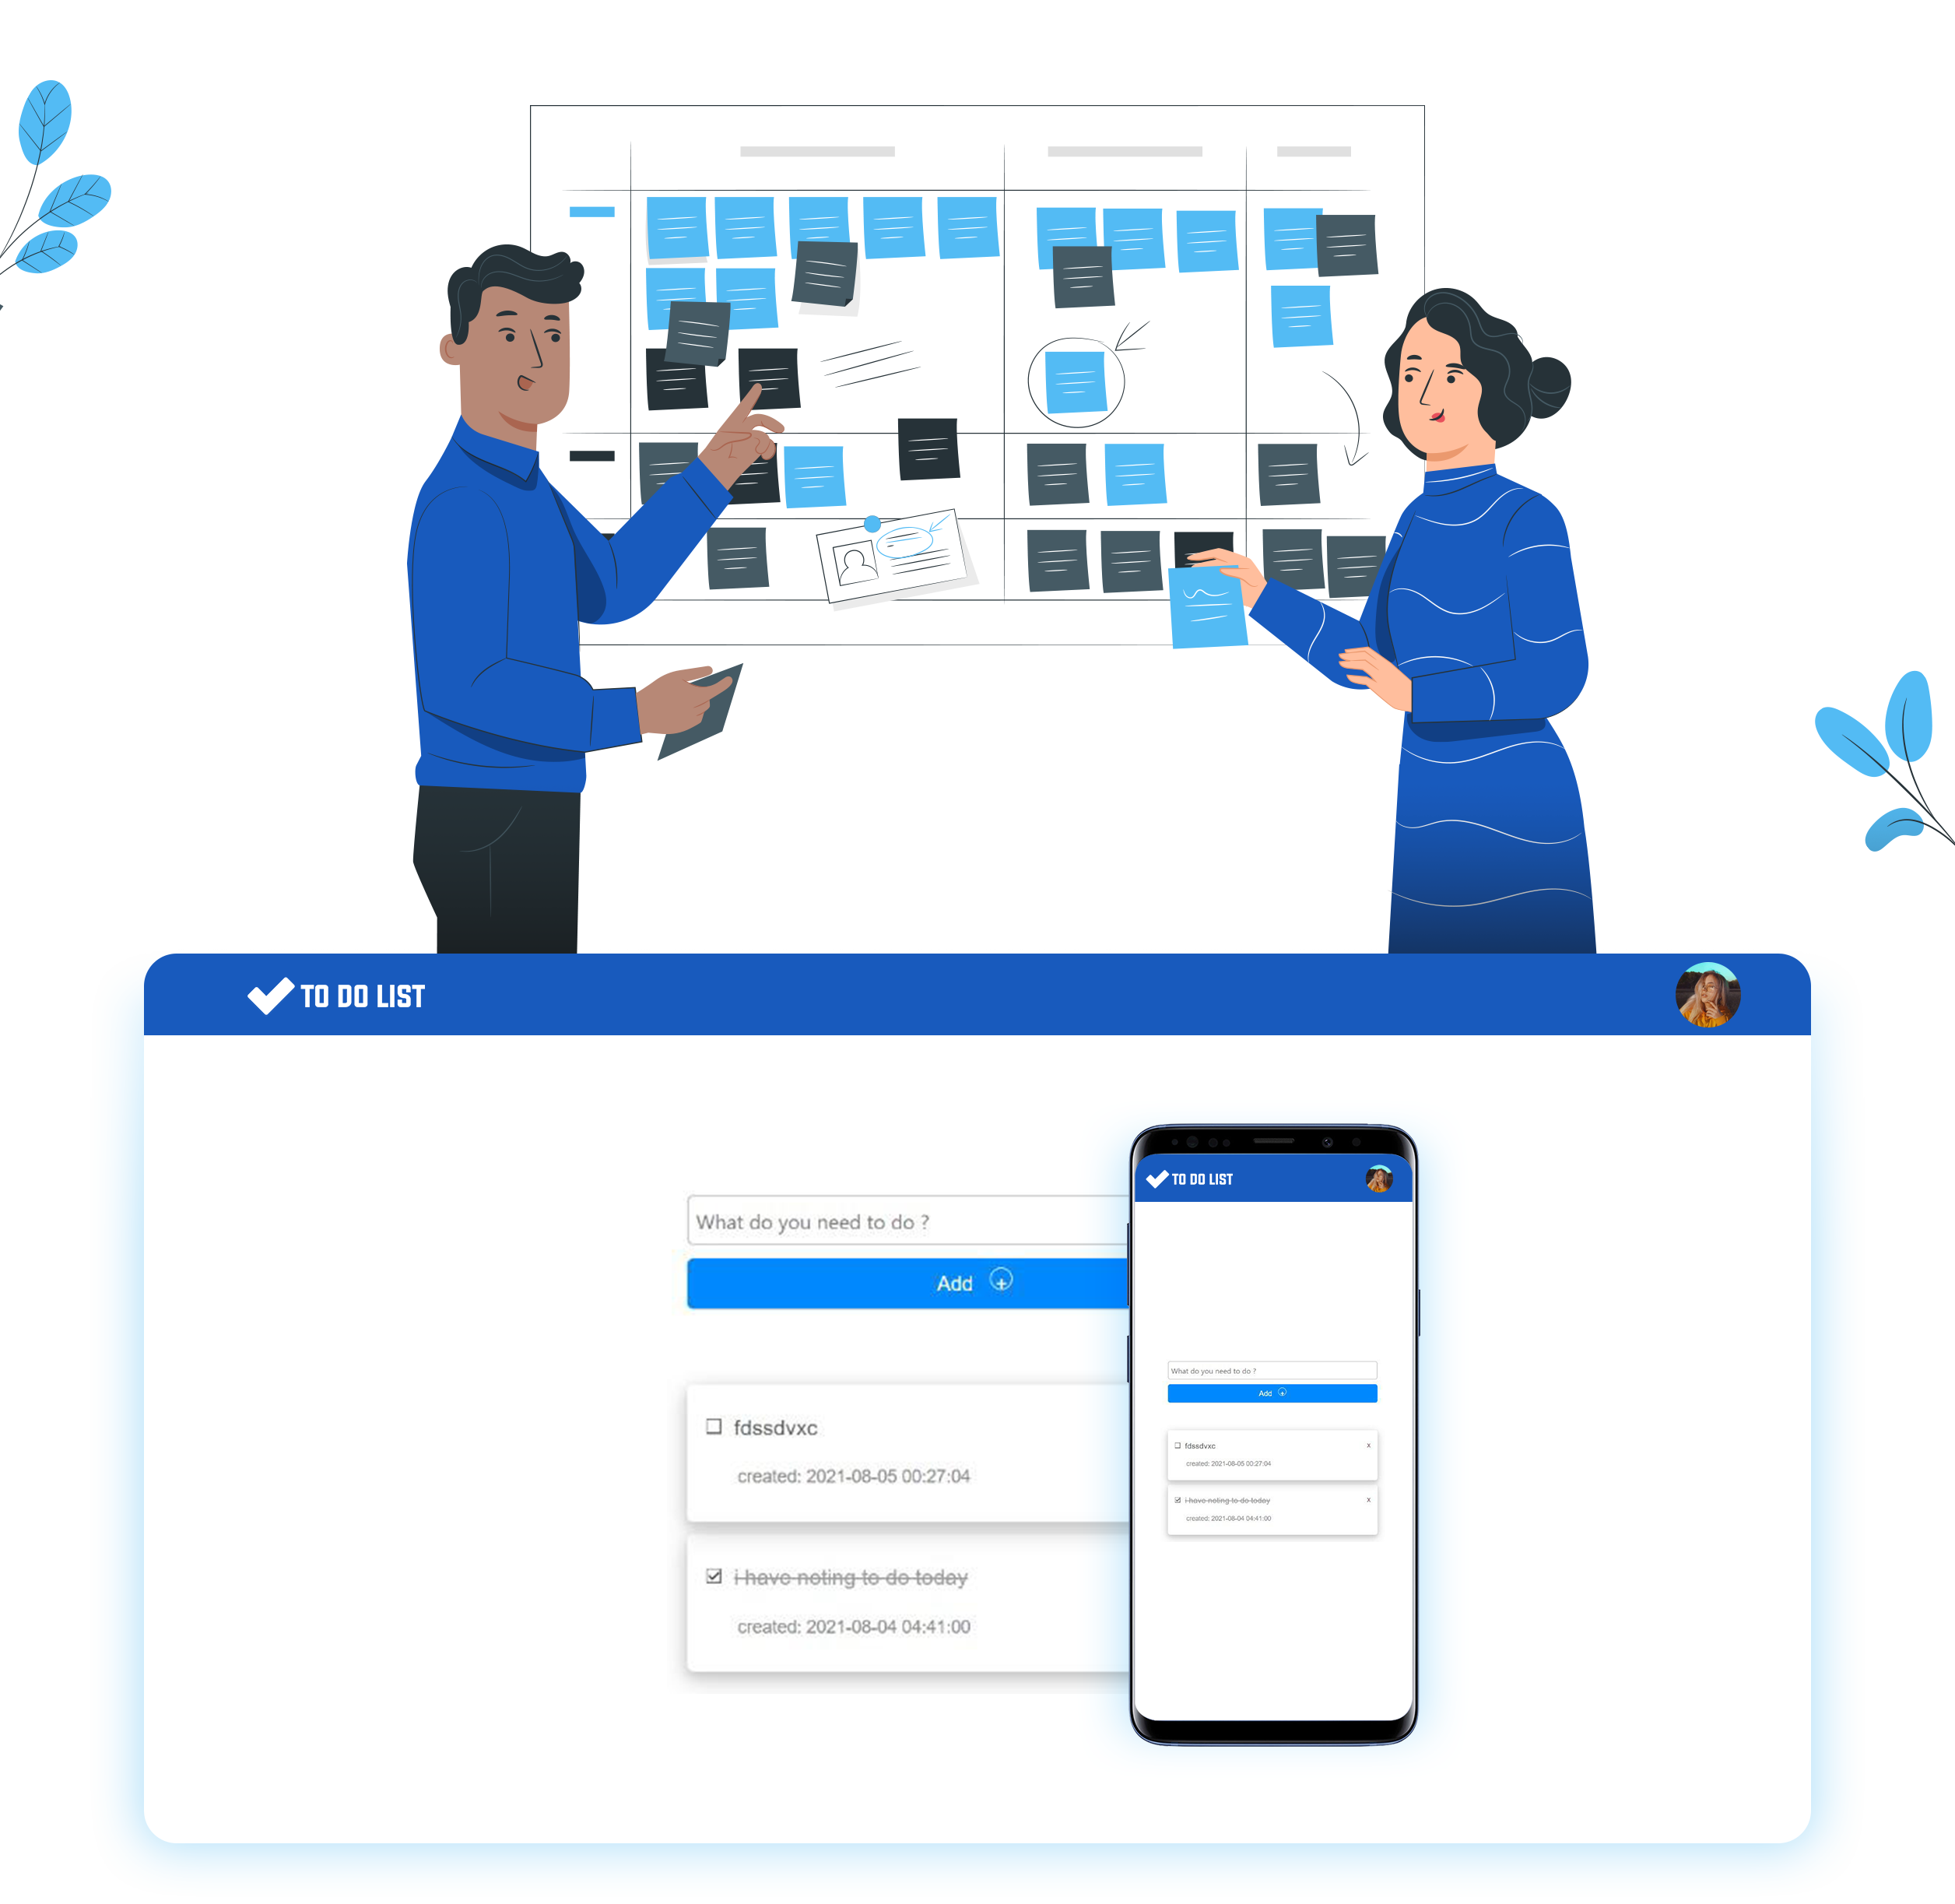 TO DO LIST
What do you need to do ?
Add
fdssdvxc
created: 2021-08-05 00:27:04
i have noting to do today
created: 2021-08-04 04:41:00
TO DO LIST
What do you need to do ?
Add
fdssdvxc x
created: 2021-08-05 00:27:04
i have noting to do today x
created: 2021-08-04 04:41:00